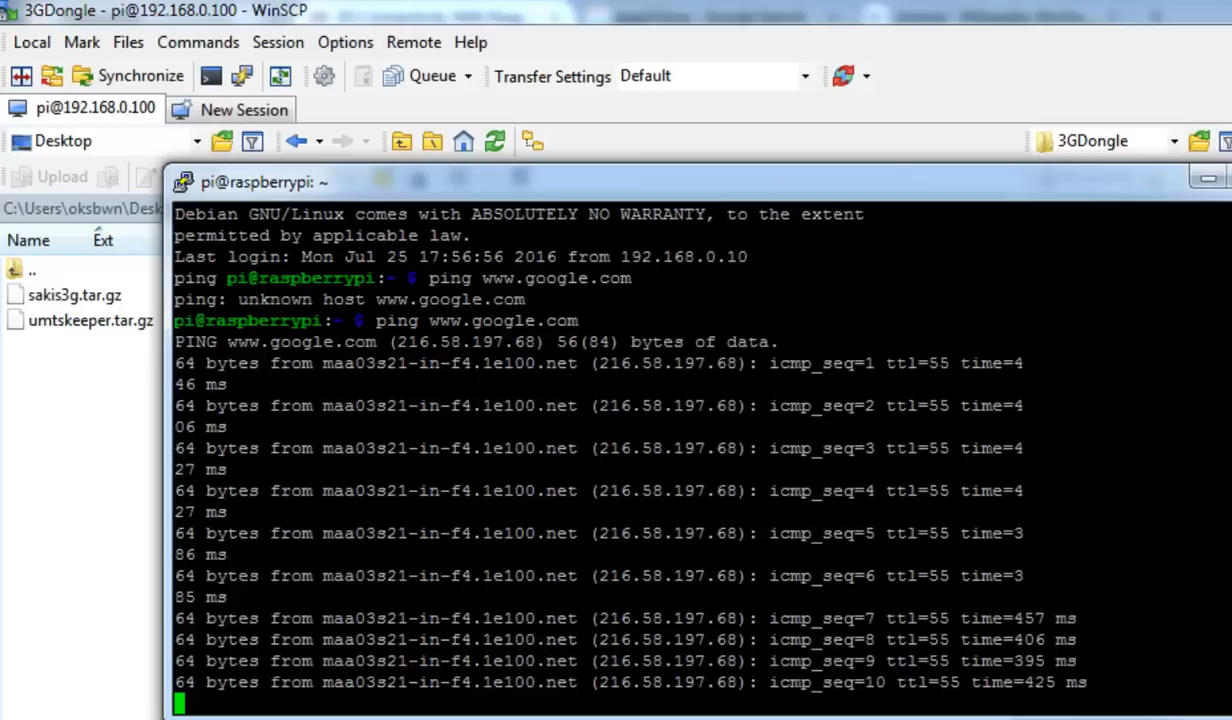 3GDongle - pi@192.168.0.100 - WinSCP
Local Mark Files Commands Session Options Remote Help
Synchronize Queue Transfer Settings Default
pi@192.168.0.100 New Session
Desktop 3GDongle
Upload
pi@raspberrypi: ~
C:\Users\oksbwn\Desk
Name Ext
..
sakis3g.tar.gz
umtskeeper.tar.gz
Debian GNU/Linux comes with ABSOLUTELY NO WARRANTY, to the extent
permitted by applicable law.
Last login: Mon Jul 25 17:56:56 2016 from 192.168.0.10
ping pi@raspberrypi:~ $ ping www.google.com
ping: unknown host www.google.com
pi@raspberrypi:~ $ ping www.google.com
PING www.google.com (216.58.197.68) 56(84) bytes of data.
64 bytes from maa03s21-in-f4.1e100.net (216.58.197.68): icmp_seq=1 ttl=55 time=4
46 ms
64 bytes from maa03s21-in-f4.1e100.net (216.58.197.68): icmp_seq=2 ttl=55 time=4
06 ms
64 bytes from maa03s21-in-f4.1e100.net (216.58.197.68): icmp_seq=3 ttl=55 time=4
27 ms
64 bytes from maa03s21-in-f4.1e100.net (216.58.197.68): icmp_seq=4 ttl=55 time=4
27 ms
64 bytes from maa03s21-in-f4.1e100.net (216.58.197.68): icmp_seq=5 ttl=55 time=3
86 ms
64 bytes from maa03s21-in-f4.1e100.net (216.58.197.68): icmp_seq=6 ttl=55 time=3
85 ms
64 bytes from maa03s21-in-f4.1e100.net (216.58.197.68): icmp_seq=7 ttl=55 time=457 ms
64 bytes from maa03s21-in-f4.1e100.net (216.58.197.68): icmp_seq=8 ttl=55 time=406 ms
64 bytes from maa03s21-in-f4.1e100.net (216.58.197.68): icmp_seq=9 ttl=55 time=395 ms
64 bytes from maa03s21-in-f4.1e100.net (216.58.197.68): icmp_seq=10 ttl=55 time=425 ms